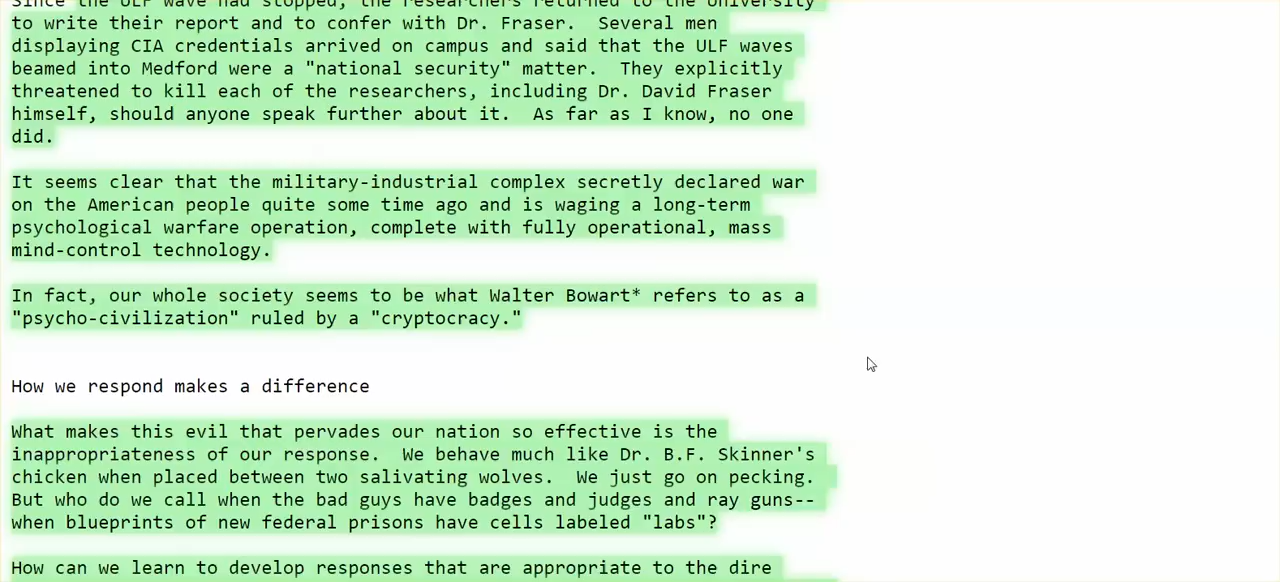 Since the ULF wave had stopped, the researchers returned to the University
to write their report and to confer with Dr. Fraser.  Several men
displaying CIA credentials arrived on campus and said that the ULF waves
beamed into Medford were a "national security" matter.  They explicitly
threatened to kill each of the researchers, including Dr. David Fraser
himself, should anyone speak further about it.  As far as I know, no one
did.

It seems clear that the military-industrial complex secretly declared war
on the American people quite some time ago and is waging a long-term
psychological warfare operation, complete with fully operational, mass
mind-control technology.

In fact, our whole society seems to be what Walter Bowart* refers to as a
"psycho-civilization" ruled by a "cryptocracy."

How we respond makes a difference

What makes this evil that pervades our nation so effective is the
inappropriateness of our response.  We behave much like Dr. B.F. Skinner's
chicken when placed between two salivating wolves.  We just go on pecking.
But who do we call when the bad guys have badges and judges and ray guns--
when blueprints of new federal prisons have cells labeled "labs"?

How can we learn to develop responses that are appropriate to the dire